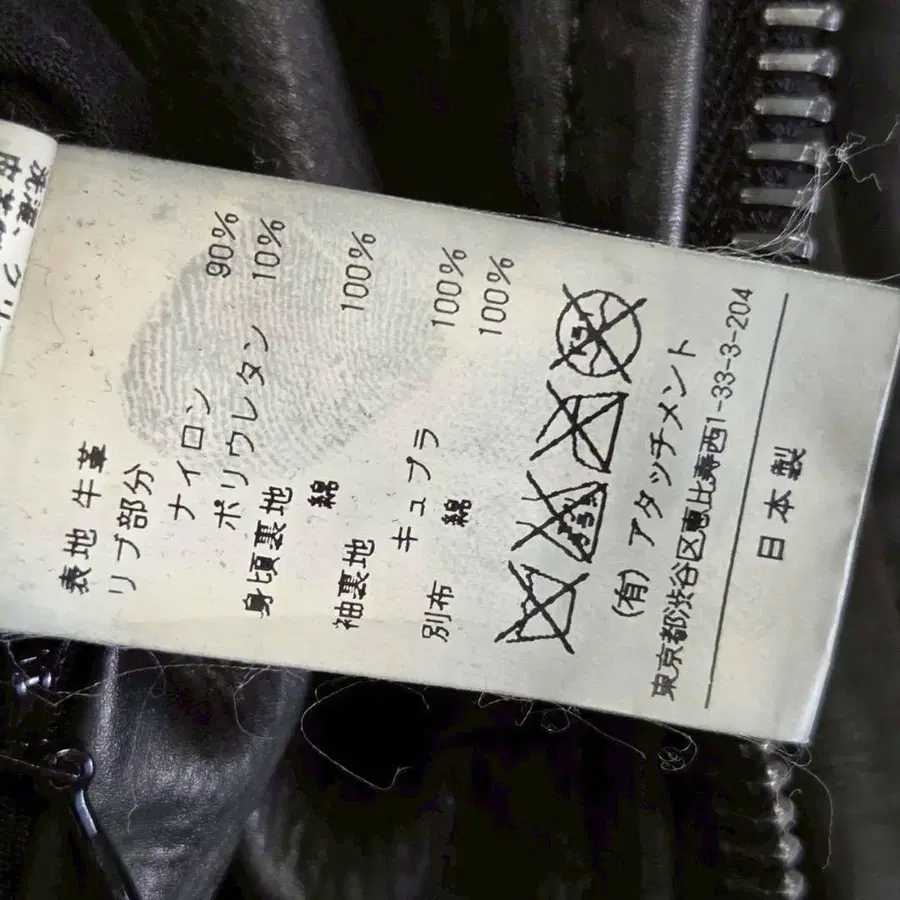 表地 牛革
リブ部分
ナイロン 90%
ポリウレタン 10%
身頃裏地
綿 100%
袖裏地
キュプラ 100%
別布 綿 100%
(有) アタッチメント
東京都渋谷区恵比寿西1-33-3-204
日本製